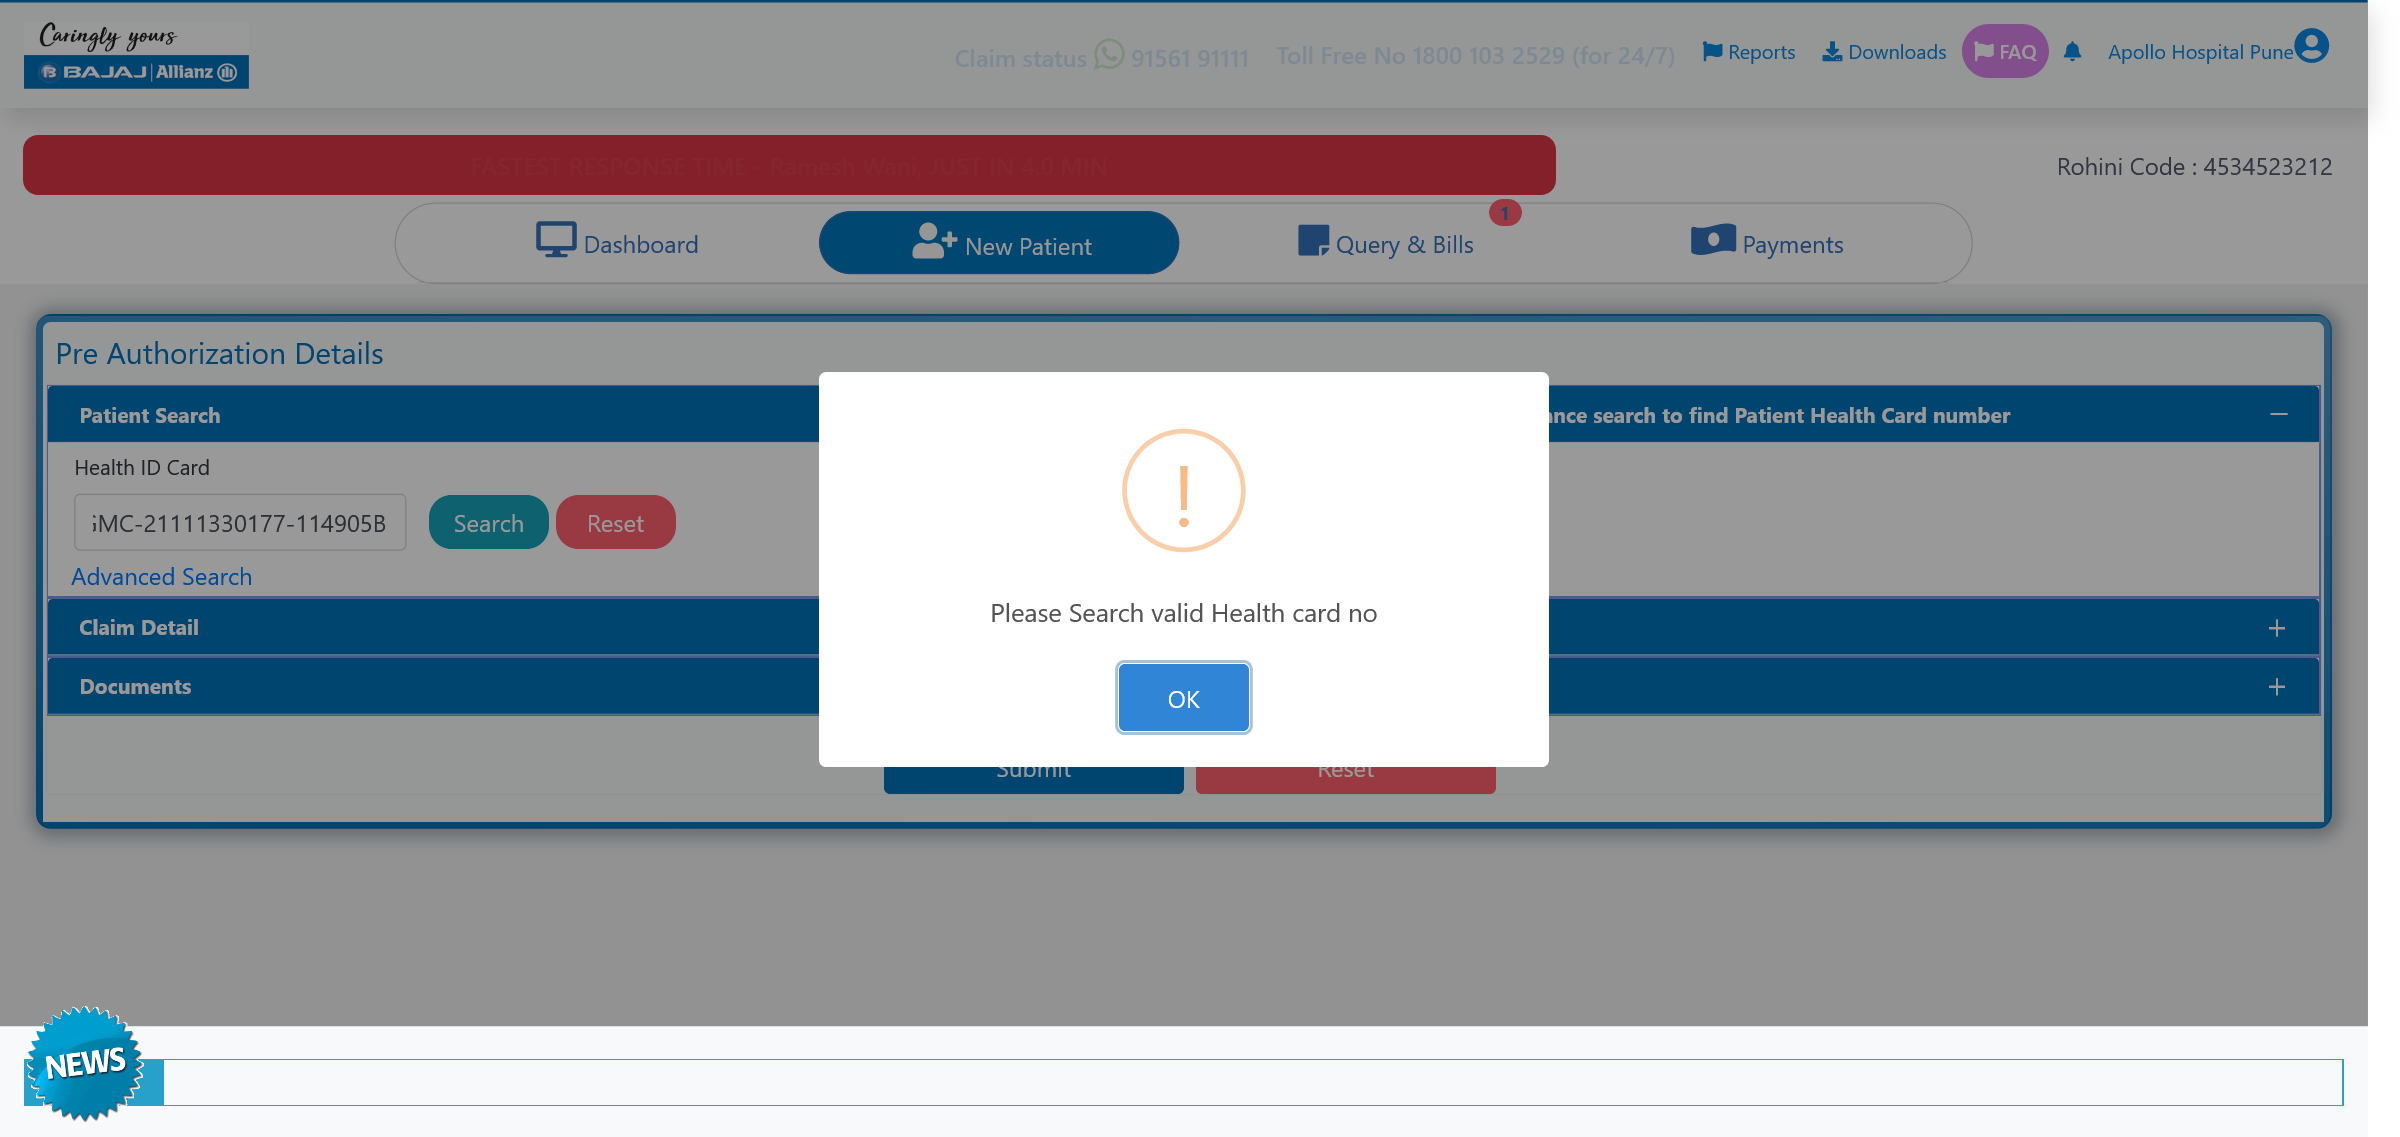 Caringly yours
BAJAJ | Allianz
Claim status 91561 91111
Toll Free No 1800 103 2529 (for 24/7)
Reports
Downloads
FAQ
Apollo Hospital Pune
FASTEST RESPONSE TIME - Ramesh Wani, JUST IN 4.0 MIN
Rohini Code : 4534523212
Dashboard
New Patient
Query & Bills
1
Payments
Pre Authorization Details
Patient Search
ance search to find Patient Health Card number
Health ID Card
MC-21111330177-114905B
Search
Reset
Advanced Search
Claim Detail
Documents
!
Please Search valid Health card no
OK
Submit
Reset
NEWS